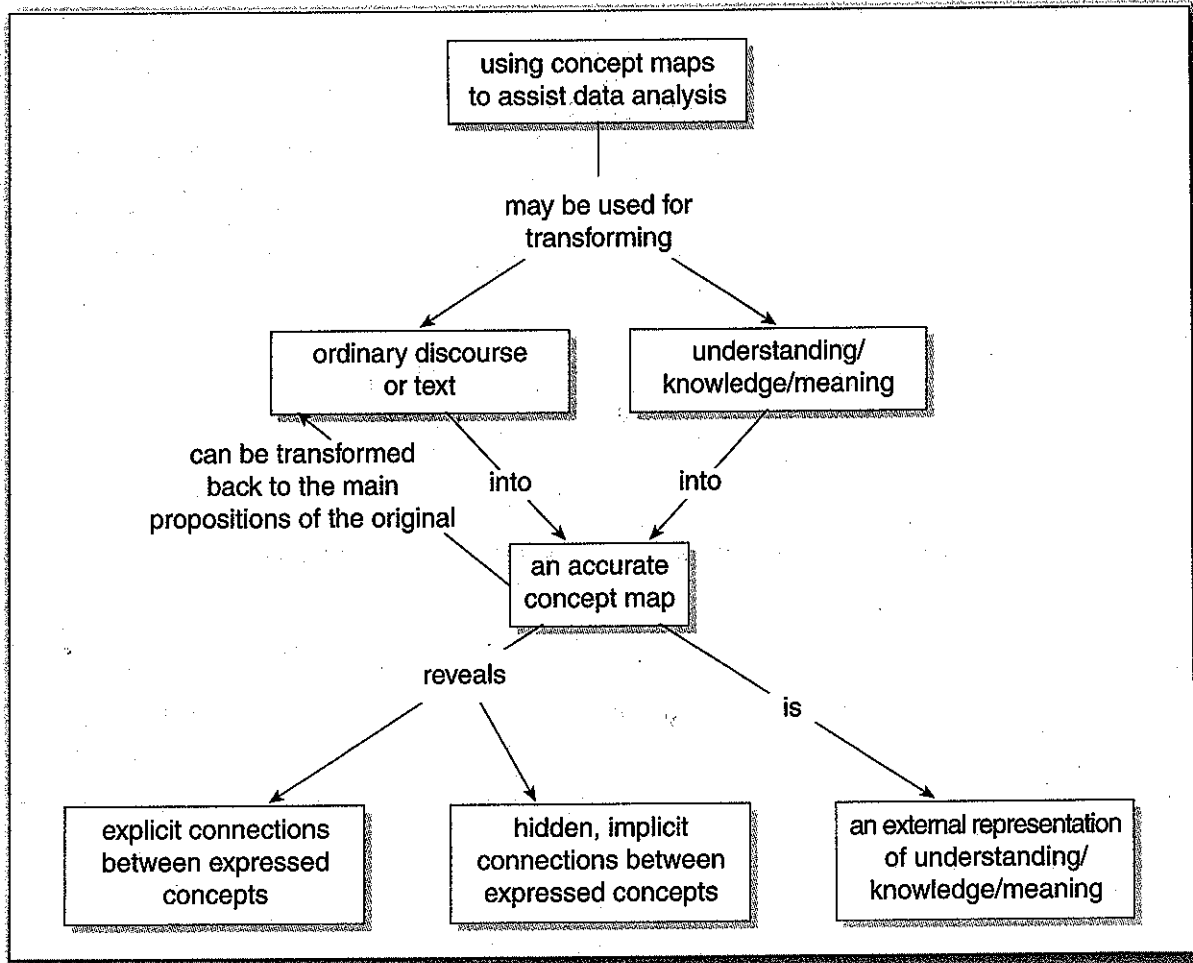 using concept maps
to assist data analysis
may be used for
transforming
ordinary discourse
or text
understanding/
knowledge/meaning
can be transformed
back to the main
propositions of the original
into
into
an accurate
concept map
reveals
is
explicit connections
between expressed
concepts
hidden, implicit
connections between
expressed concepts
an external representation
of understanding/
knowledge/meaning